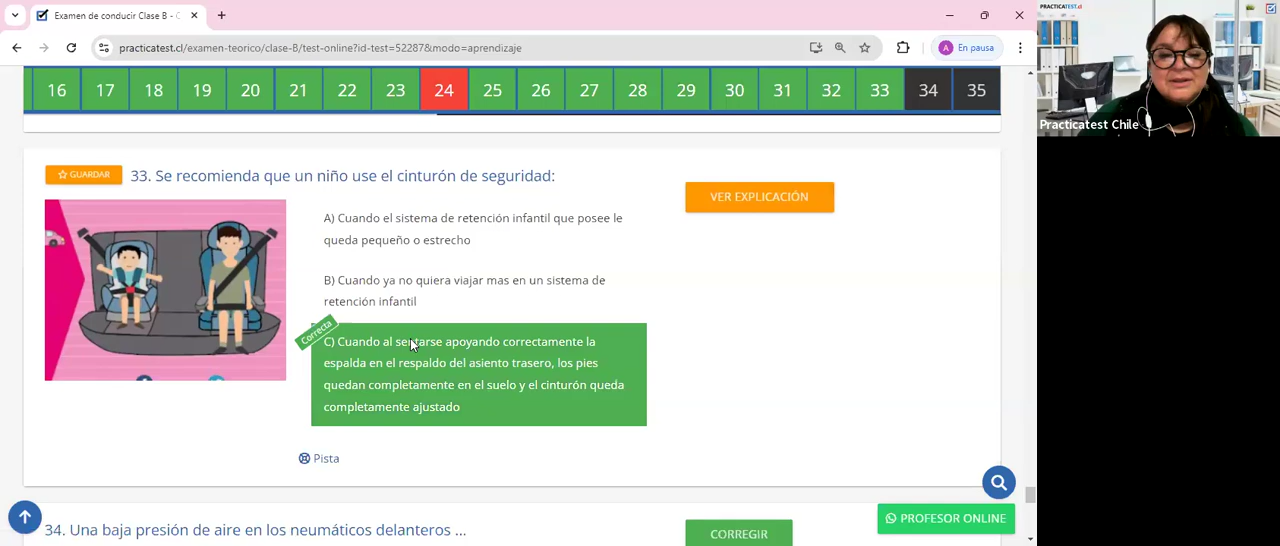 Examen de conducir Clase B - C
practicatest.cl/examen-teorico/clase-B/test-online?id-test=52287&modo=aprendizaje
A En pausa
PRACTICATEST.cl
Practicatest Chile
16 17 18 19 20 21 22 23 24 25 26 27 28 29 30 31 32 33 34 35
GUARDAR
33. Se recomienda que un niño use el cinturón de seguridad:
VER EXPLICACIÓN
A) Cuando el sistema de retención infantil que posee le
queda pequeño o estrecho
B) Cuando ya no quiera viajar mas en un sistema de
retención infantil
Correcta
C) Cuando al sentarse apoyando correctamente la
espalda en el respaldo del asiento trasero, los pies
quedan completamente en el suelo y el cinturón queda
completamente ajustado
Pista
PROFESOR ONLINE
34. Una baja presión de aire en los neumáticos delanteros ...
CORREGIR